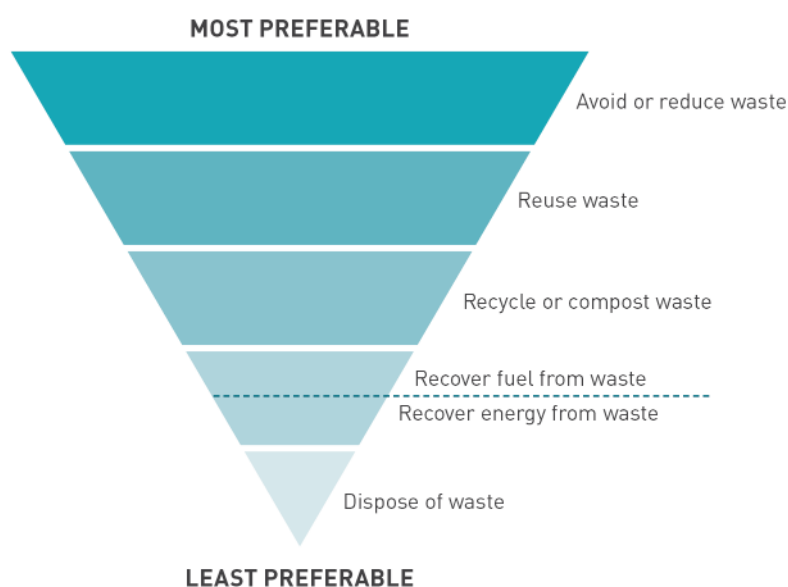 MOST PREFERABLE
Avoid or reduce waste
Reuse waste
Recycle or compost waste
Recover fuel from waste
Recover energy from waste
Dispose of waste
LEAST PREFERABLE